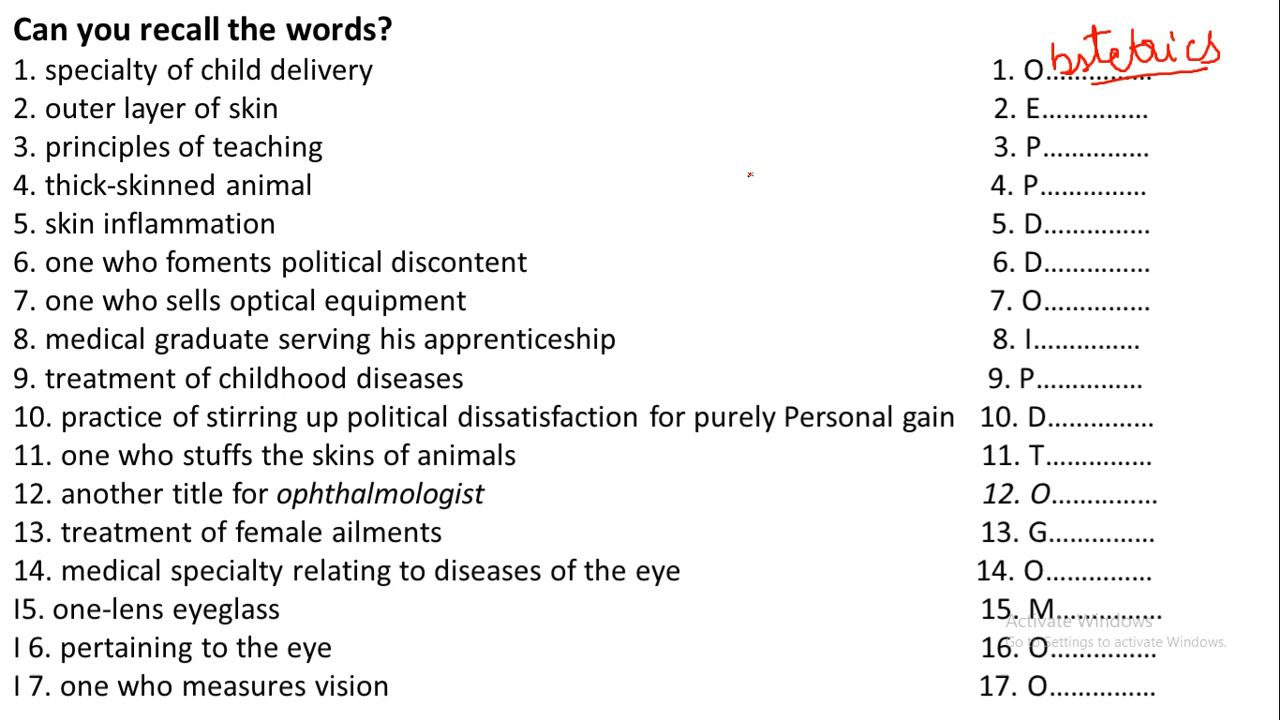 Can you recall the words?
1. specialty of child delivery 1. Obstetrics
2. outer layer of skin 2. E...............
3. principles of teaching 3. P...............
4. thick-skinned animal 4. P...............
5. skin inflammation 5. D...............
6. one who foments political discontent 6. D...............
7. one who sells optical equipment 7. O...............
8. medical graduate serving his apprenticeship 8. I...............
9. treatment of childhood diseases 9. P...............
10. practice of stirring up political dissatisfaction for purely Personal gain 10. D...............
11. one who stuffs the skins of animals 11. T...............
12. another title for ophthalmologist 12. O...............
13. treatment of female ailments 13. G...............
14. medical specialty relating to diseases of the eye 14. O...............
I5. one-lens eyeglass 15. M...............
Activate Windows
I 6. pertaining to the eye 16. O...............
Go to Settings to activate Windows.
I 7. one who measures vision 17. O...............